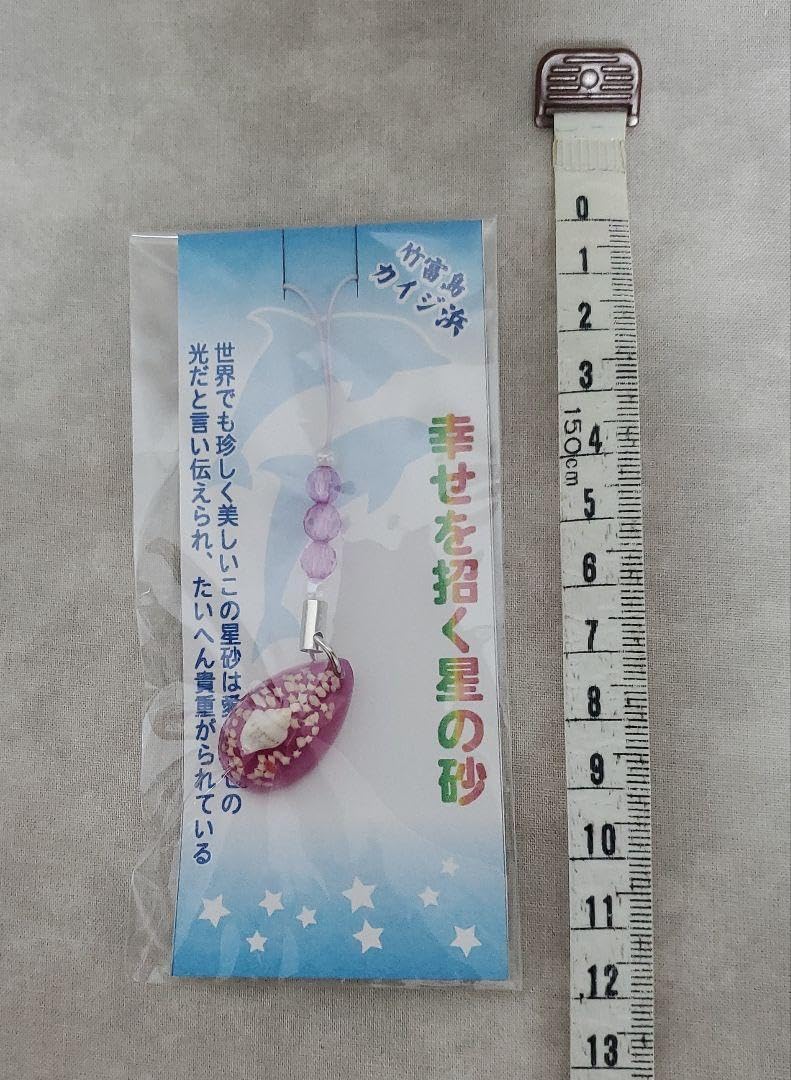 竹富島
カイジ浜
幸せを招く星の砂
世界でも珍しく美しいこの星砂は愛の
光だと言い伝えられ、たいへん貴重がられている
0
1
2
3
150cm
4
5
6
7
8
9
10
11
12
13